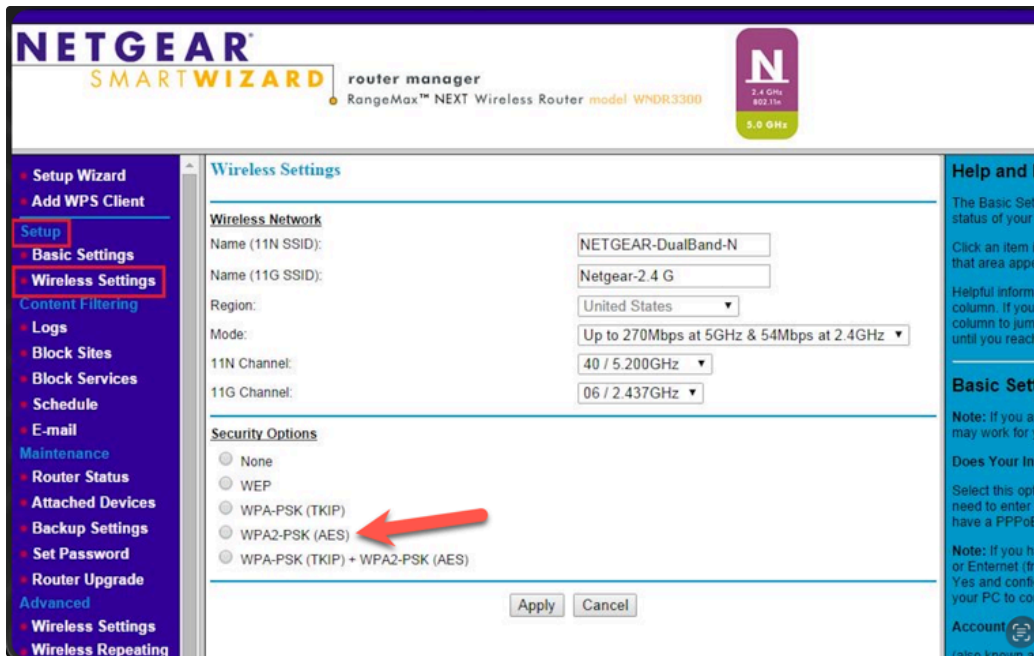 NETGEAR
SMARTWIZARD
router manager
RangeMax™ NEXT Wireless Router model WNDR3300
N
2.4 GHz
802.11n
5.0 GHz
Setup Wizard
Add WPS Client
Setup
Basic Settings
Wireless Settings
Content Filtering
Logs
Block Sites
Block Services
Schedule
E-mail
Maintenance
Router Status
Attached Devices
Backup Settings
Set Password
Router Upgrade
Advanced
Wireless Settings
Wireless Repeating
Wireless Settings
Wireless Network
Name (11N SSID): NETGEAR-DualBand-N
Name (11G SSID): Netgear-2.4 G
Region: United States
Mode: Up to 270Mbps at 5GHz & 54Mbps at 2.4GHz
11N Channel: 40 / 5.200GHz
11G Channel: 06 / 2.437GHz
Security Options
None
WEP
WPA-PSK (TKIP)
WPA2-PSK (AES)
WPA-PSK (TKIP) + WPA2-PSK (AES)
Apply Cancel
Help and
The Basic Set
status of your
Click an item
that area appe
Helpful inform
column. If you
column to jum
until you reac
Basic Set
Note: If you a
may work for
Does Your In
Select this opt
need to enter
have a PPPoE
Note: If you h
or Enternet (fr
Yes and confi
your PC to co
Account
(also known a